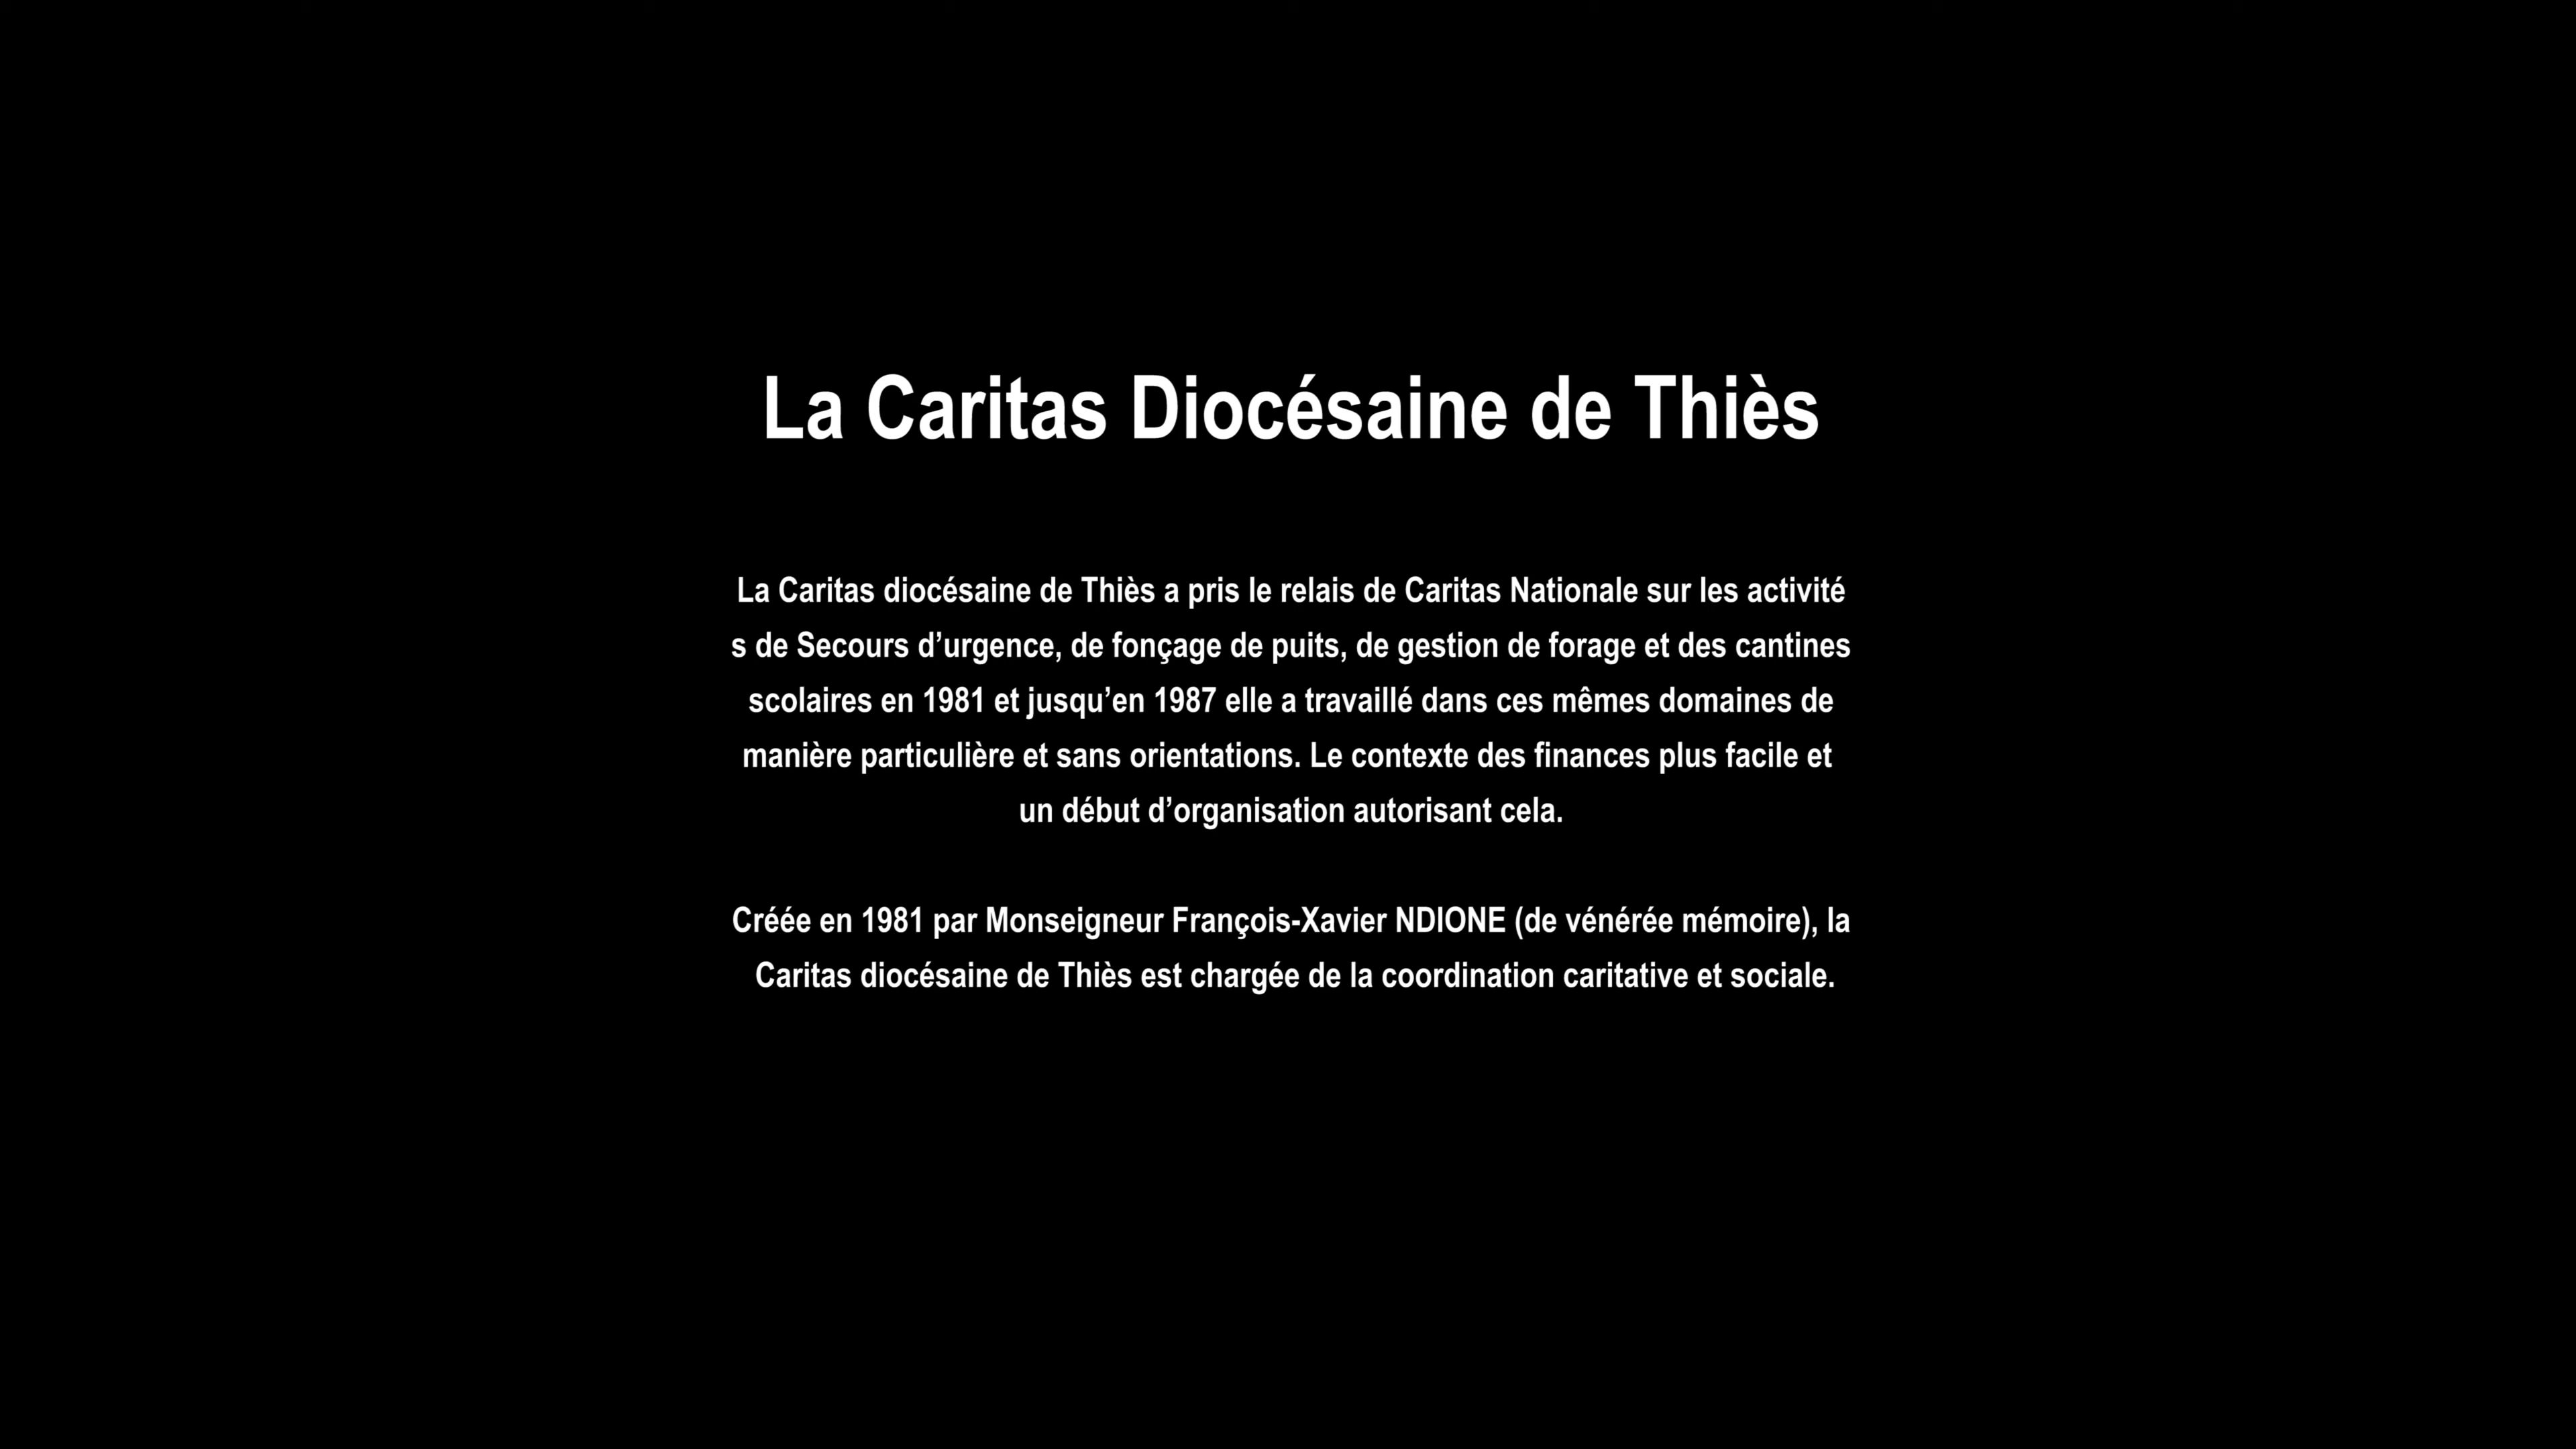 La Caritas Diocésaine de Thiès
La Caritas diocésaine de Thiès a pris le relais de Caritas Nationale sur les activité
s de Secours d’urgence, de fonçage de puits, de gestion de forage et des cantines
scolaires en 1981 et jusqu’en 1987 elle a travaillé dans ces mêmes domaines de
manière particulière et sans orientations. Le contexte des finances plus facile et
un début d’organisation autorisant cela.
Créée en 1981 par Monseigneur François-Xavier NDIONE (de vénérée mémoire), la
Caritas diocésaine de Thiès est chargée de la coordination caritative et sociale.